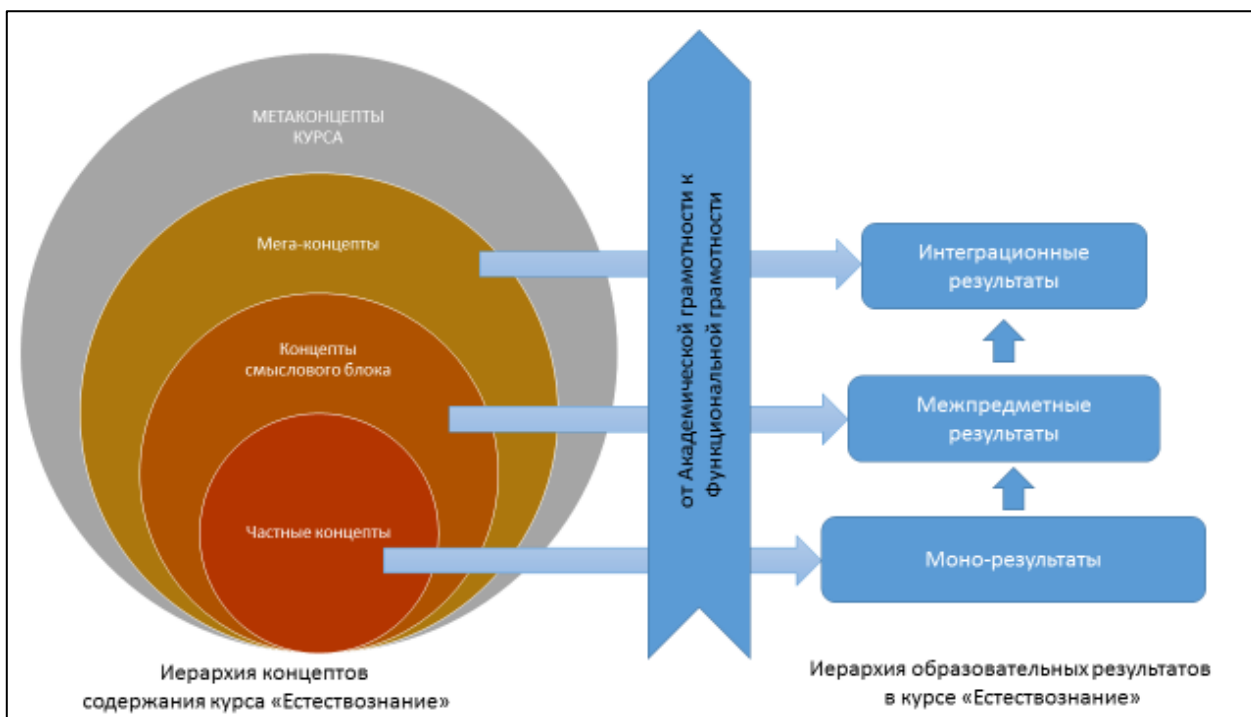 МЕТАКОНЦЕПТЫ
КУРСА
Мега-концепты
Концепты
смыслового блока
Частные концепты
Иерархия концептов
содержания курса «Естествознание»
от Академической грамотности к
Функциональной грамотности
Интеграционные
результаты
Межпредметные
результаты
Моно-результаты
Иерархия образовательных результатов
в курсе «Естествознание»